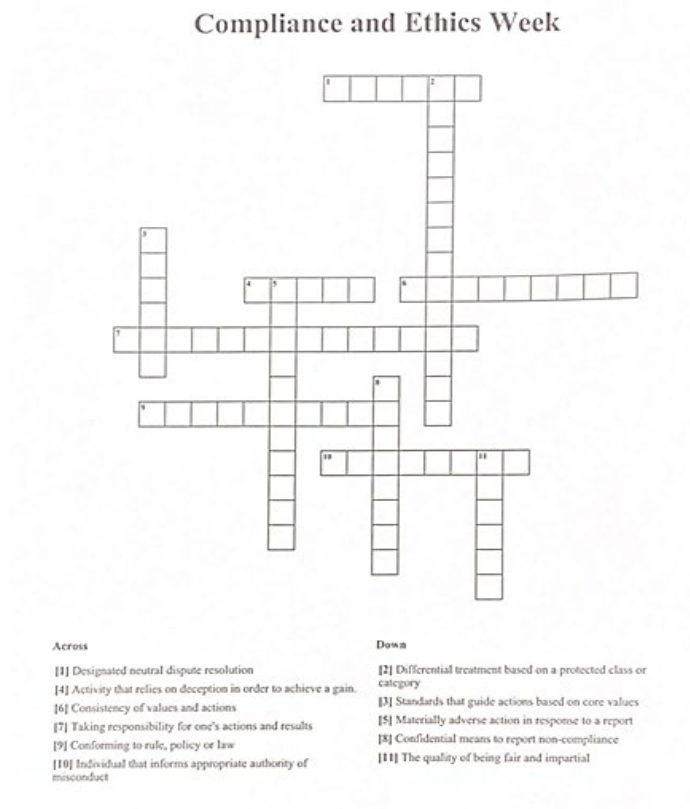 Compliance and Ethics Week
1
2
3
4
5
6
7
8
9
10
11
Across
[1] Designated neutral dispute resolution
[4] Activity that relies on deception in order to achieve a gain.
[6] Consistency of values and actions
[7] Taking responsibility for one's actions and results
[9] Conforming to rule, policy or law
[10] Individual that informs appropriate authority of
misconduct
Down
[2] Differential treatment based on a protected class or
category
[3] Standards that guide actions based on core values
[5] Materially adverse action in response to a report
[8] Confidential means to report non-compliance
[11] The quality of being fair and impartial